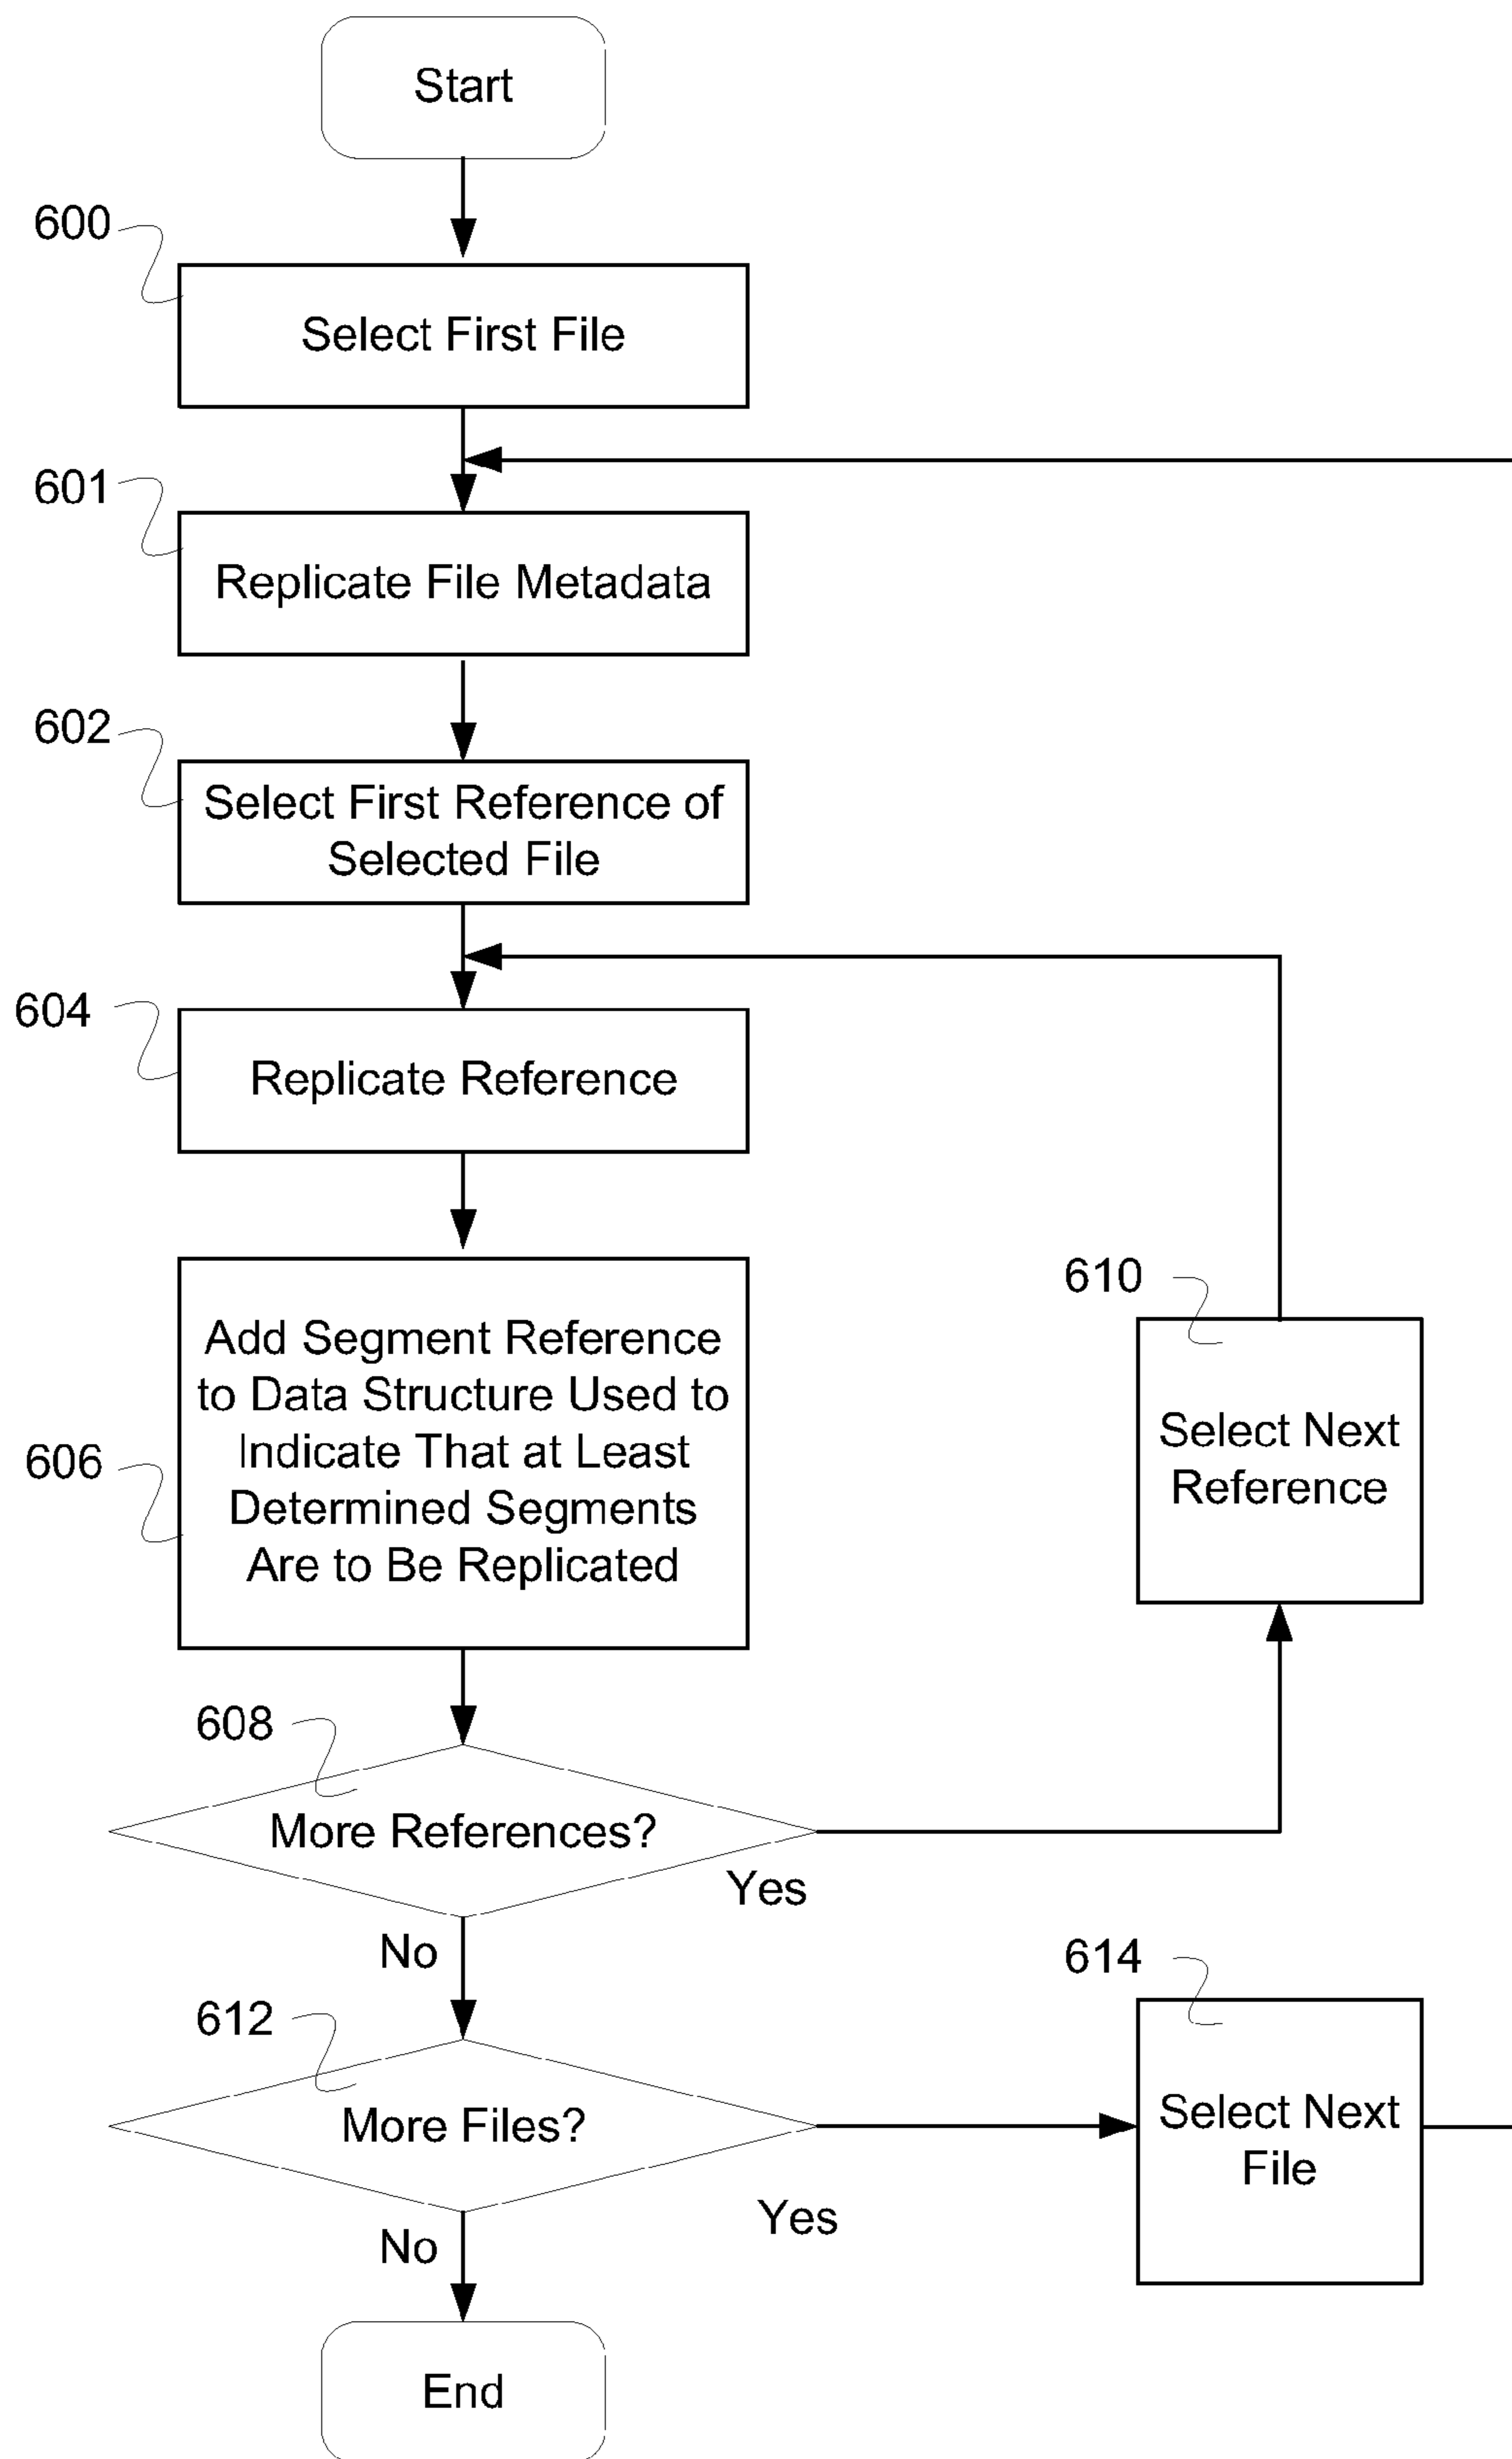 Start
600
Select First File
601
Replicate File Metadata
602
Select First Reference of
Selected File
604
Replicate Reference
606
Add Segment Reference
to Data Structure Used to
Indicate That at Least
Determined Segments
Are to Be Replicated
610
Select Next
Reference
608
More References?
Yes
No
612
More Files?
Yes
614
Select Next
File
No
End